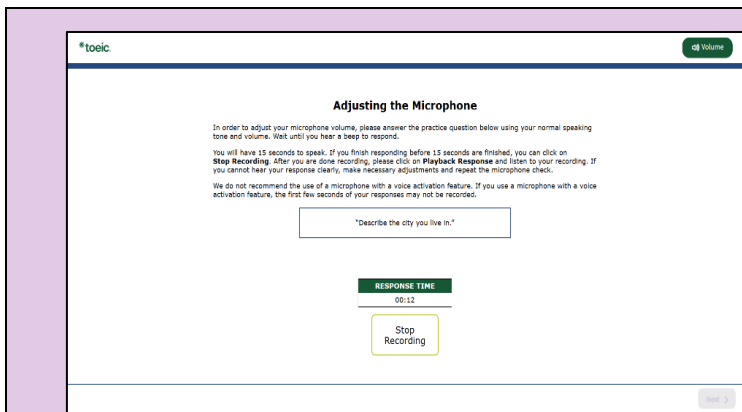 toeic.
Volume
Adjusting the Microphone
In order to adjust your microphone volume, please answer the practice question below using your normal speaking
tone and volume. Wait until you hear a beep to respond.
You will have 15 seconds to speak. If you finish responding before 15 seconds are finished, you can click on
Stop Recording. After you are done recording, please click on Playback Response and listen to your recording. If
you cannot hear your response clearly, make necessary adjustments and repeat the microphone check.
We do not recommend the use of a microphone with a voice activation feature. If you use a microphone with a voice
activation feature, the first few seconds of your responses may not be recorded.
"Describe the city you live in."
RESPONSE TIME
00:12
Stop
Recording
Next